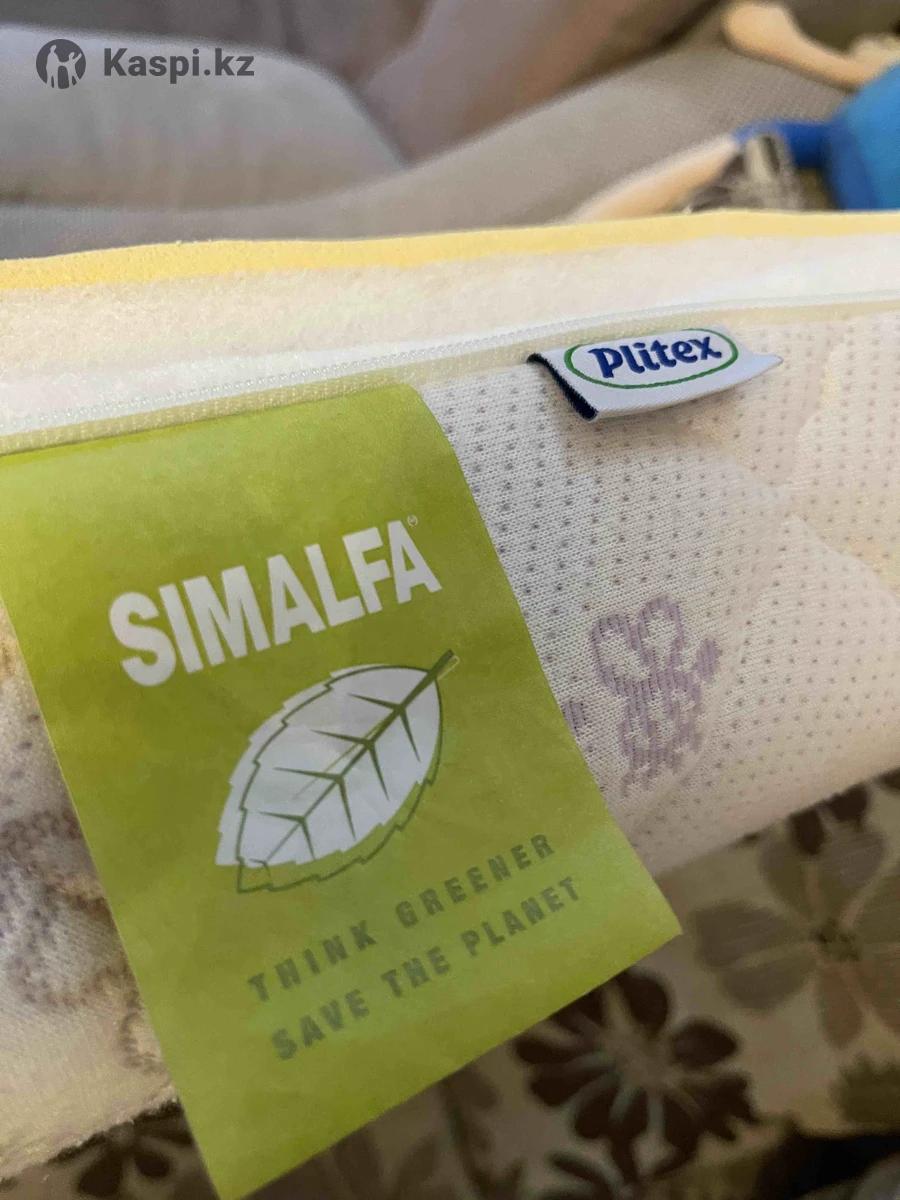 Kaspi.kz
Plitex
SIMALFA®
THINK GREENER
SAVE THE PLANET